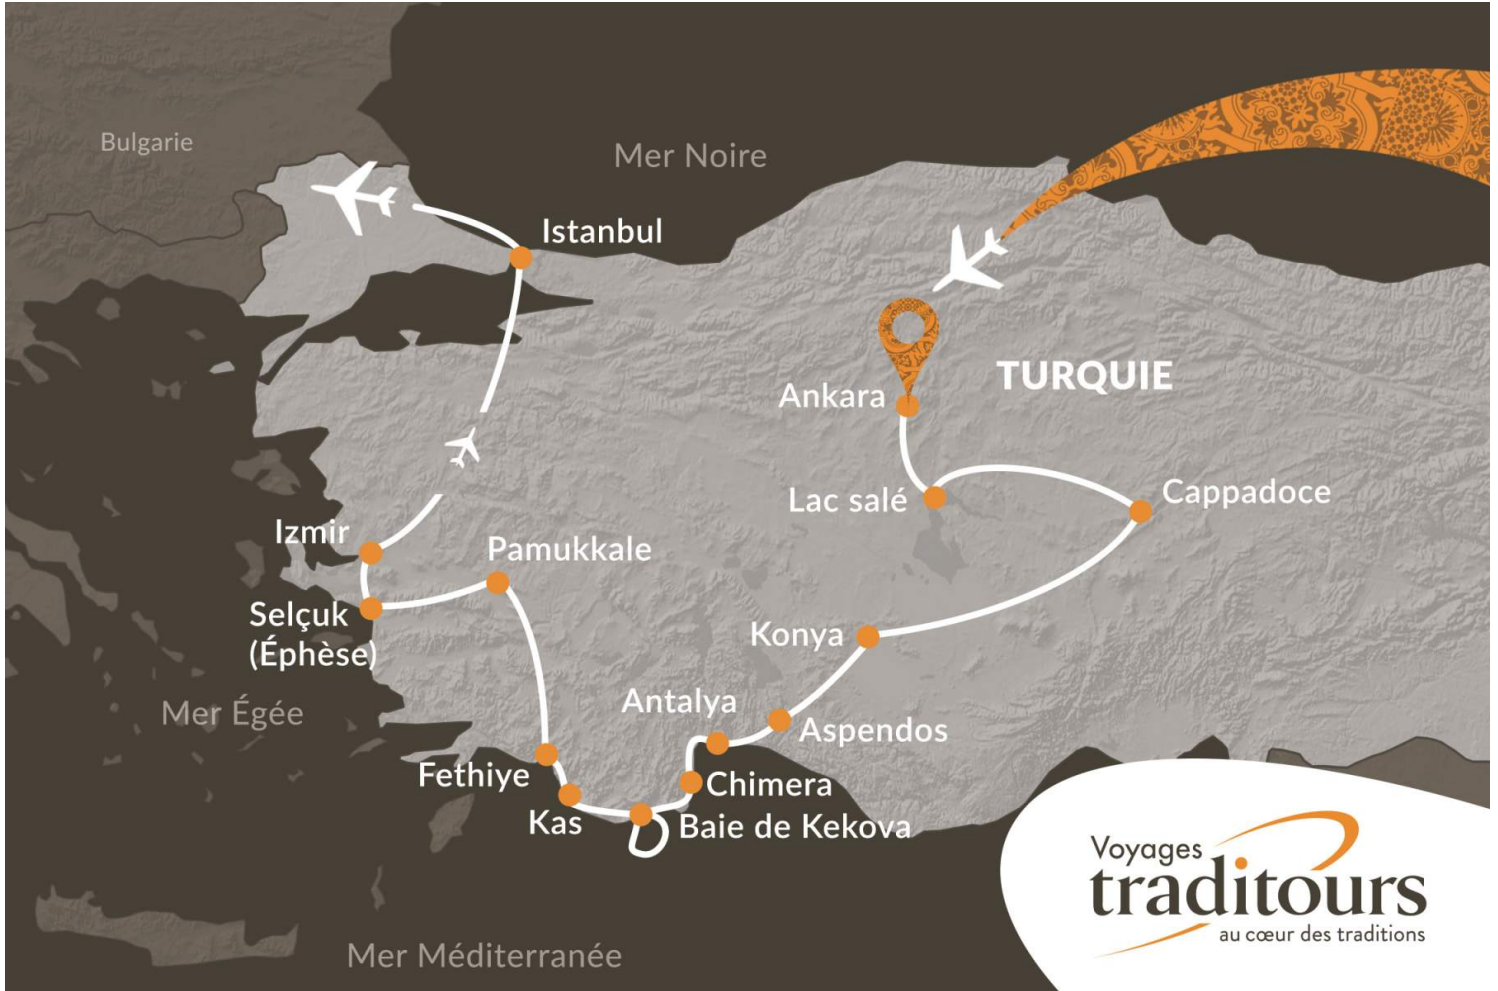 Bulgarie
Mer Noire
Istanbul
TURQUIE
Ankara
Lac salé
Cappadoce
Izmir
Pamukkale
Selçuk
(Éphèse)
Konya
Mer Égée
Antalya
Aspendos
Fethiye
Chimera
Kas
Baie de Kekova
Mer Méditerranée
Voyages
traditours
au cœur des traditions